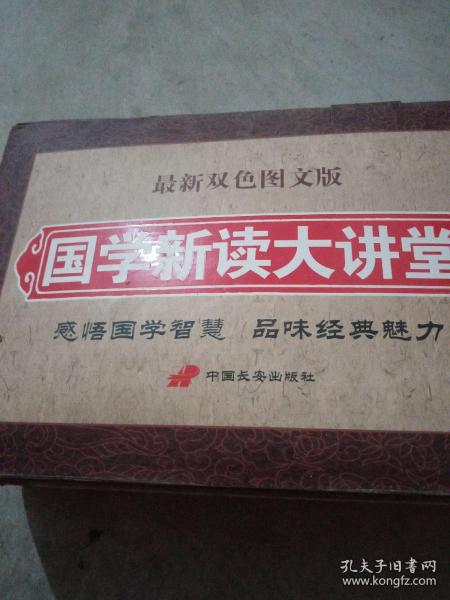 最新双色图文版
国学新读大讲堂
感悟国学智慧 品味经典魅力
中国长安出版社
孔夫子旧书网
www.kongfz.com